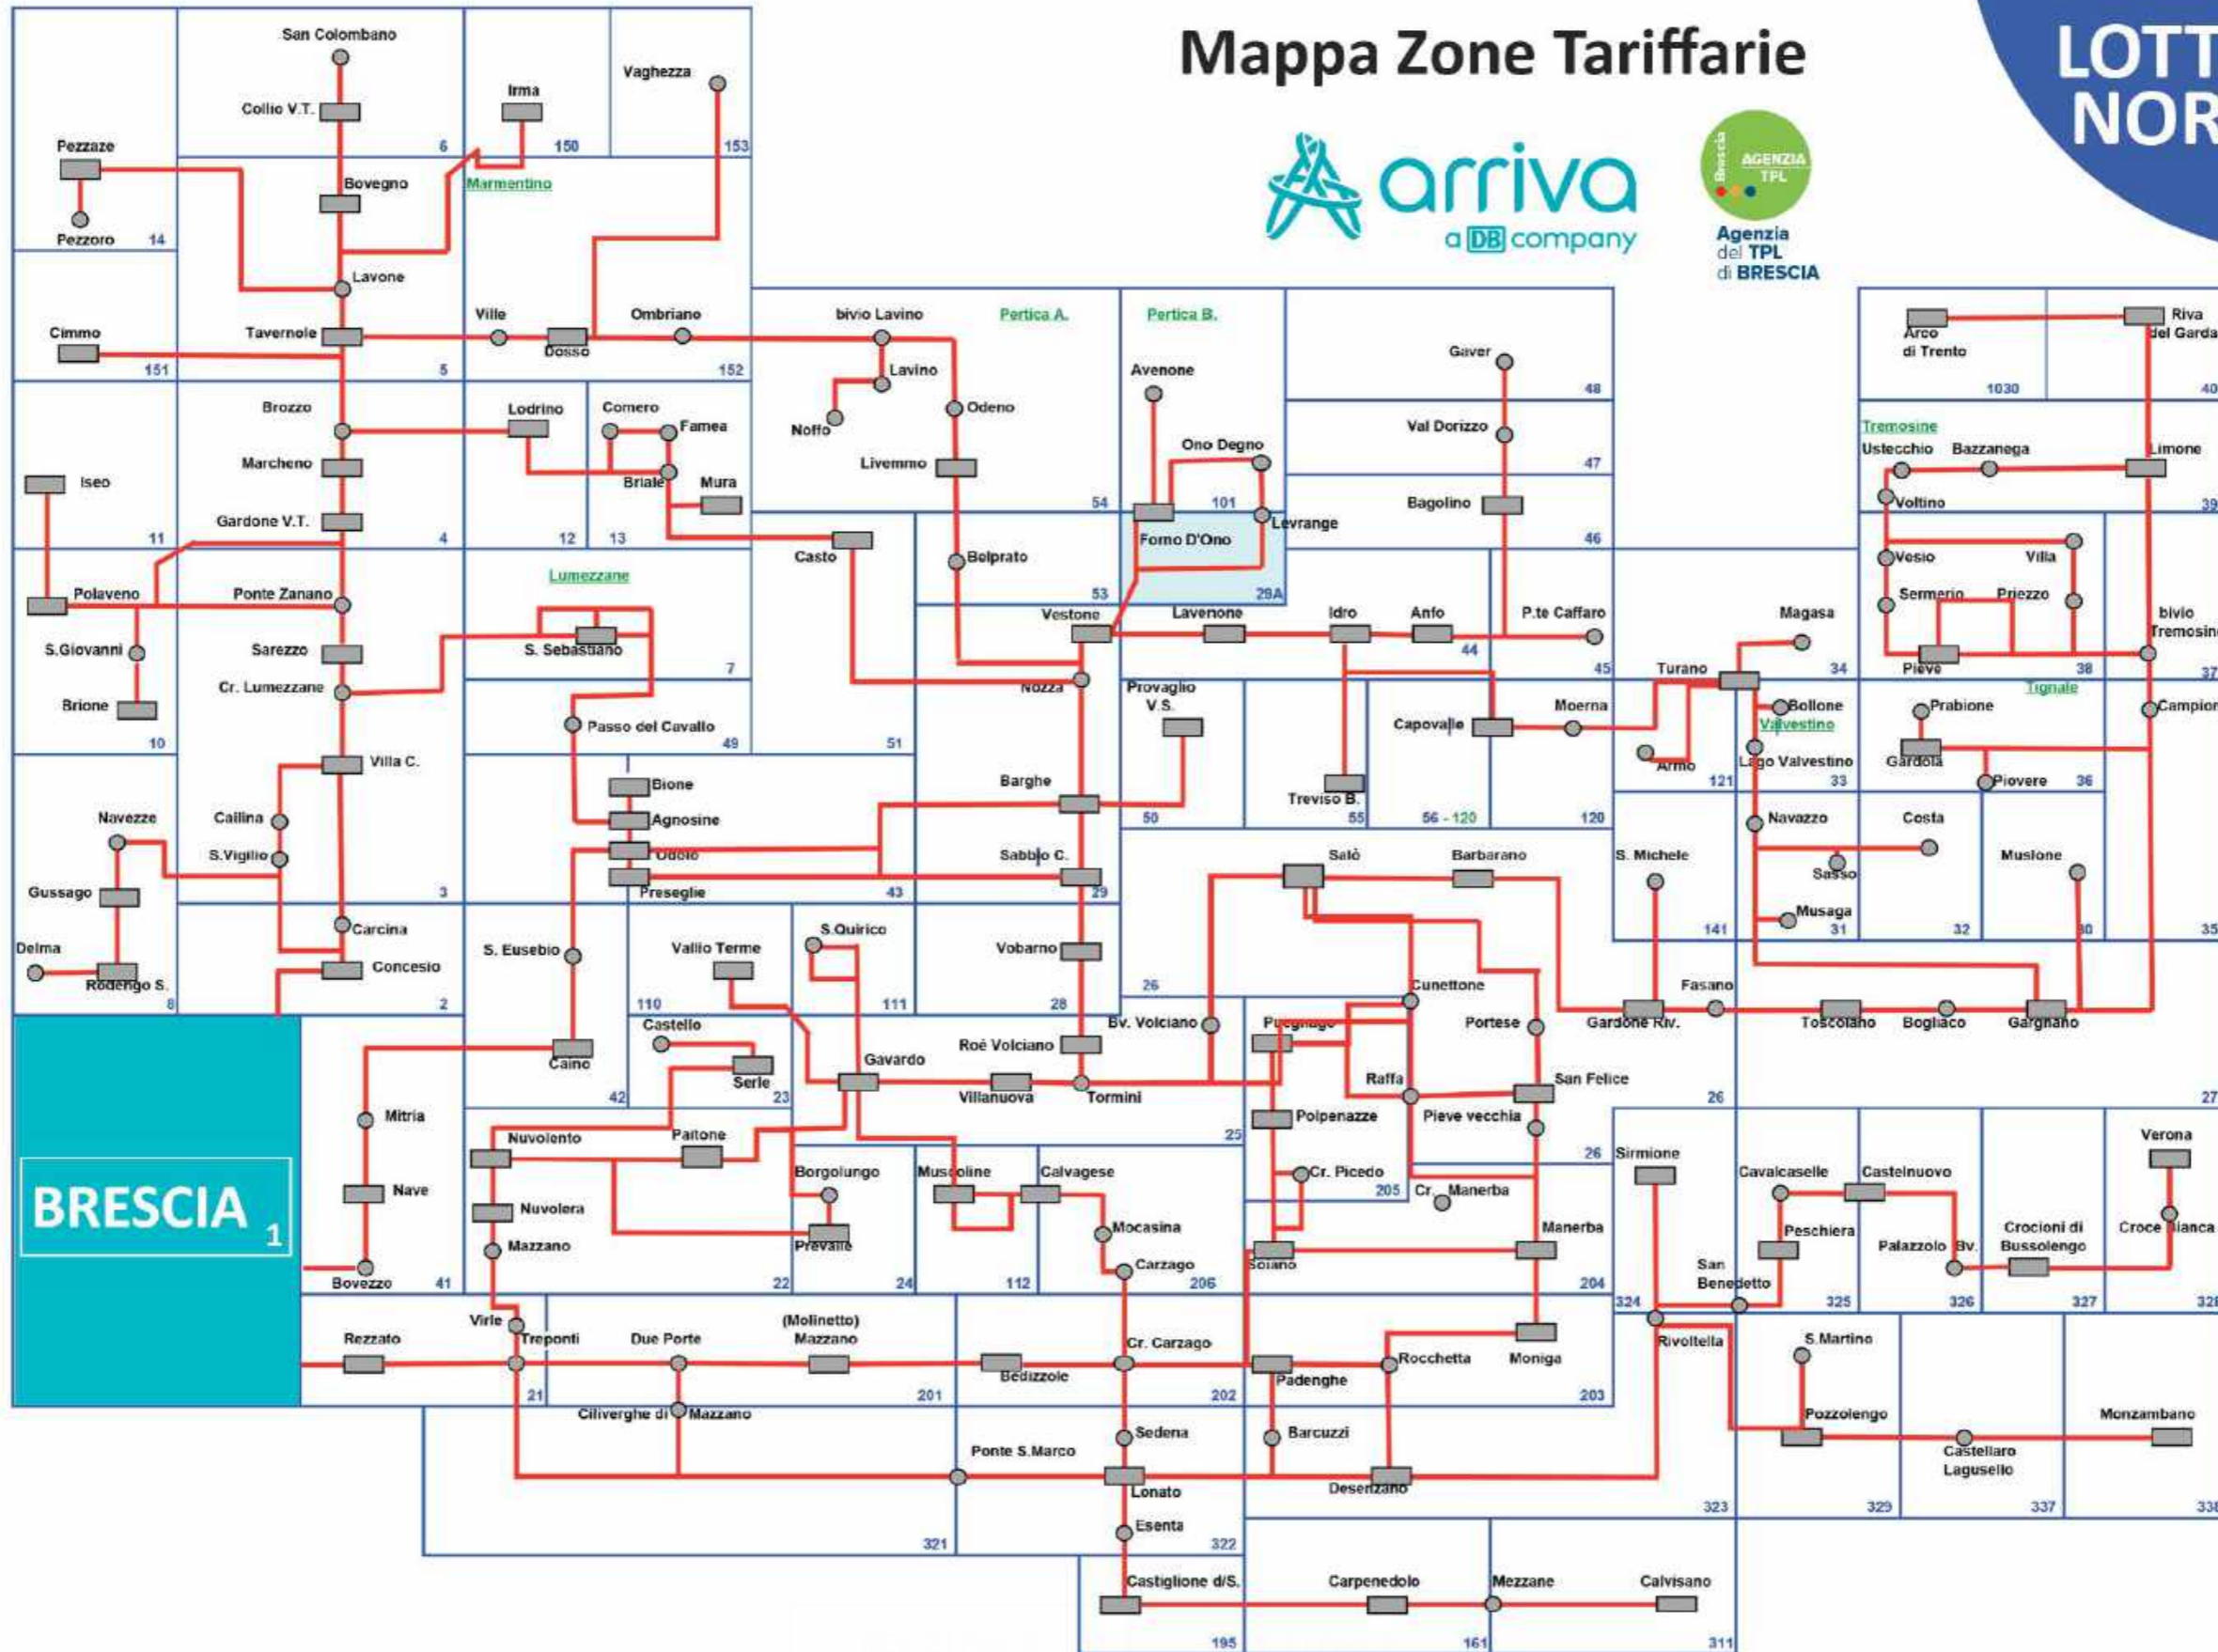 Mappa Zone Tariffarie
LOTT
NOR
arriva
a DB company
Brescia
AGENZIA
TPL
Agenzia
del TPL
di BRESCIA
San Colombano
Collio V.T.
6
Irma
150
Vaghezza
153
Pezzaze
Pezzoro
14
Bovegno
Marmentino
Lavone
Cimmo
151
Tavernole
5
Ville
Dosso
Ombriano
152
bivio Lavino
Lavino
Noffo
Odeno
Livemmo
Pertica A.
54
Pertica B.
Avenone
Ono Degno
101
Levrange
Forno D'Ono
29A
Gaver
48
Val Dorizzo
47
Bagolino
46
Arco
di Trento
1030
Riva
del Garda
40
Tremosine
Ustecchio
Bazzanega
Limone
Voltino
39
Vesio
Villa
Sermerio
Priezzo
Pieve
38
bivio
Tremosine
37
Iseo
11
Brozzo
Marcheno
Gardone V.T.
4
Lodrino
12
Comero
Famea
Briale
Mura
13
Casto
51
Belprato
53
Polaveno
S.Giovanni
Brione
10
Ponte Zanano
Sarezzo
Cr. Lumezzane
Villa C.
Cailina
S.Vigilio
3
Lumezzane
S. Sebastiano
7
Passo del Cavallo
49
Vestone
Nozza
Lavenone
Idro
Anfo
44
P.te Caffaro
45
Magasa
Turano
34
Provaglio
V.S.
50
Treviso B.
55
Capovalle
56 - 120
Moerna
120
Armo
121
Bollone
Valvestino
Lago Valvestino
33
Tignale
Prabione
Gardola
Piovere
36
Campion
Bione
Agnosine
Odolo
Preseglie
43
Barghe
Sabbio C.
29
Navezze
Gussago
Delma
Rodengo S.
8
Carcina
Concesio
2
S. Eusebio
Caino
42
Vallio Terme
110
S.Quirico
111
Vobarno
28
Salò
Barbarano
26
S. Michele
141
Navazzo
Sasso
Musaga
31
Costa
32
Muslone
30
35
Castello
Serle
23
Gavardo
Roé Volciano
Villanuova
Tormini
25
Bv. Volciano
Puegnago
Cunettone
Portese
Raffa
San Felice
Pieve vecchia
26
Polpenazze
Cr. Picedo
205
Soiano
Cr. Manerba
Manerba
204
Gardone Riv.
Fasano
26
Toscolano
Bogliaco
Gargnano
27
BRESCIA 1
Mitria
Nave
Bovezzo
41
Nuvolento
Paitone
Nuvolera
Mazzano
22
Borgolungo
Prevalle
24
Muscoline
112
Calvagese
Mocasina
Carzago
206
Sirmione
324
San
Benedetto
Cavalcaselle
Peschiera
325
Castelnuovo
Palazzolo Bv.
326
Crocioni di
Bussolengo
327
Verona
Croce Bianca
328
Rezzato
Virle
Treponti
21
Due Porte
(Molinetto)
Mazzano
201
Bedizzole
Cr. Carzago
202
Padenghe
Rocchetta
Moniga
203
Rivoltella
S.Martino
Pozzolengo
329
Castellaro
Lagusello
337
Monzambano
338
Ciliverghe di Mazzano
Ponte S.Marco
321
Sedena
Lonato
Esenta
322
Barcuzzi
Desenzano
323
Castiglione d/S.
195
Carpenedolo
161
Mezzane
Calvisano
311